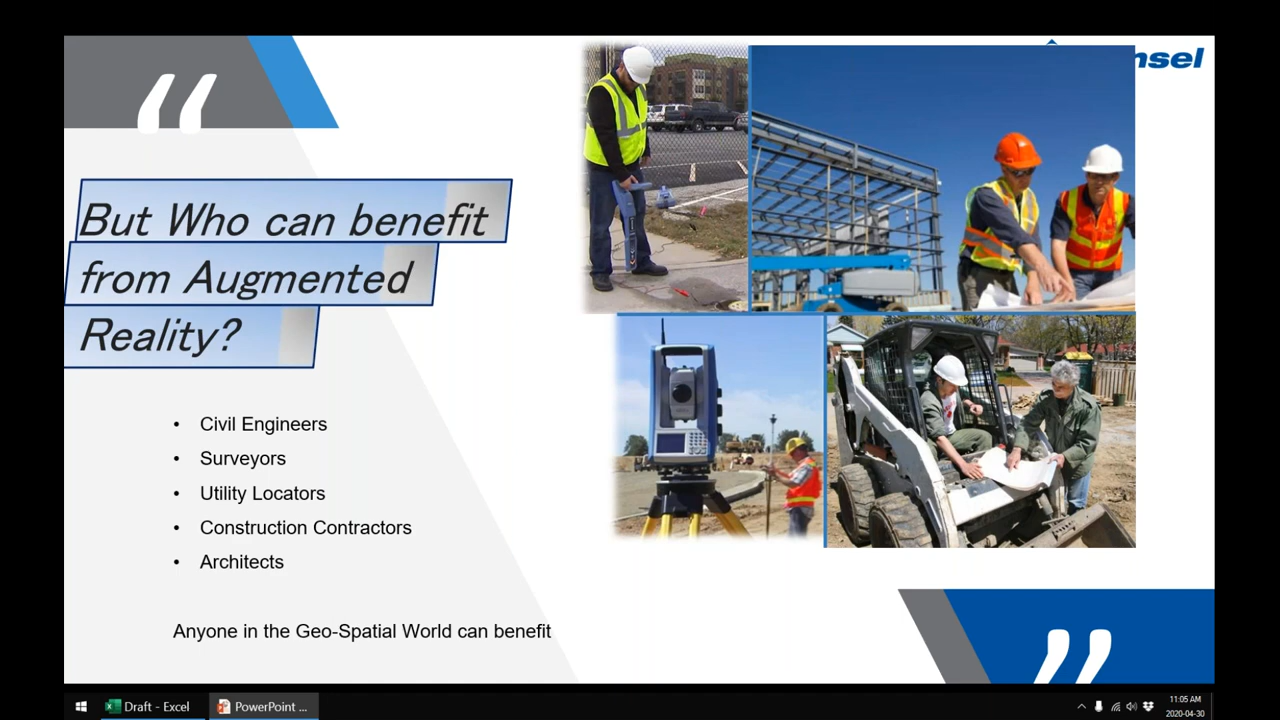 But Who can benefit
from Augmented
Reality?
• Civil Engineers
• Surveyors
• Utility Locators
• Construction Contractors
• Architects
Anyone in the Geo-Spatial World can benefit
nsel
Draft - Excel
PowerPoint ...
11:05 AM
2020-04-30